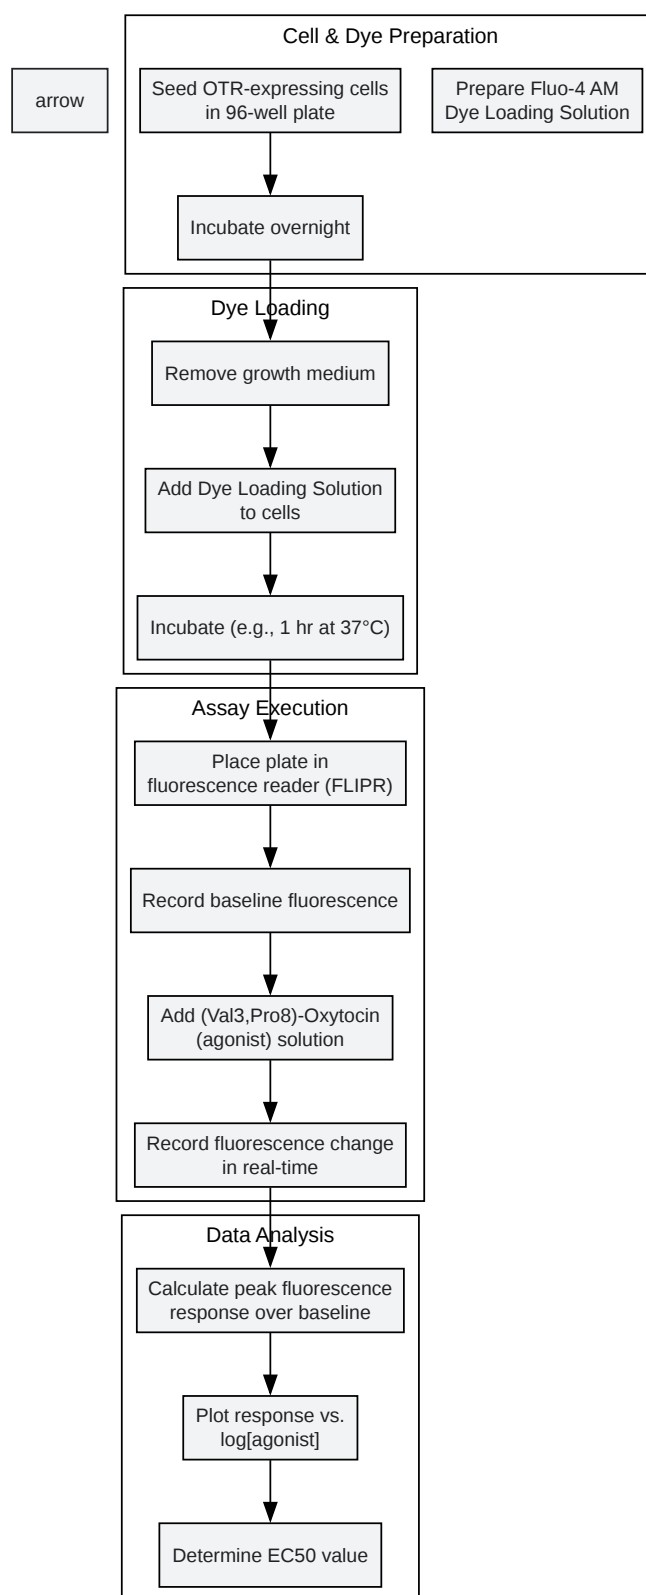 Cell & Dye Preparation
arrow
Seed OTR-expressing cells
in 96-well plate
Prepare Fluo-4 AM
Dye Loading Solution
Incubate overnight
Dye Loading
Remove growth medium
Add Dye Loading Solution
to cells
Incubate (e.g., 1 hr at 37°C)
Assay Execution
Place plate in
fluorescence reader (FLIPR)
Record baseline fluorescence
Add (Val3,Pro8)-Oxytocin
(agonist) solution
Record fluorescence change
in real-time
Data Analysis
Calculate peak fluorescence
response over baseline
Plot response vs.
log[agonist]
Determine EC50 value